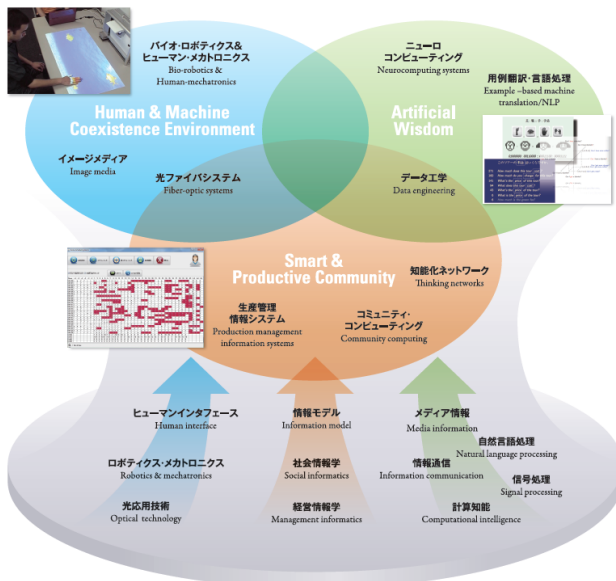 バイオ・ロボティクス&
ヒューマン・メカトロニクス
Bio-robotics &
Human-mechatronics
ニューロ
コンピューティング
Neurocomputing systems
用例翻訳・言語処理
Example –based machine
translation/NLP
Human & Machine
Coexistence Environment
Artificial
Wisdom
イメージメディア
Image media
光ファイバシステム
Fiber-optic systems
データ工学
Data engineering
Smart &
Productive Community
知能化ネットワーク
Thinking networks
生産管理
情報システム
Production management
information systems
コミュニティ・
コンピューティング
Community computing
ヒューマンインタフェース
Human interface
情報モデル
Information model
メディア情報
Media information
自然言語処理
Natural language processing
ロボティクス・メカトロニクス
Robotics & mechatronics
社会情報学
Social informatics
情報通信
Information communication
信号処理
Signal processing
光応用技術
Optical technology
経営情報学
Management informatics
計算知能
Computational intelligence